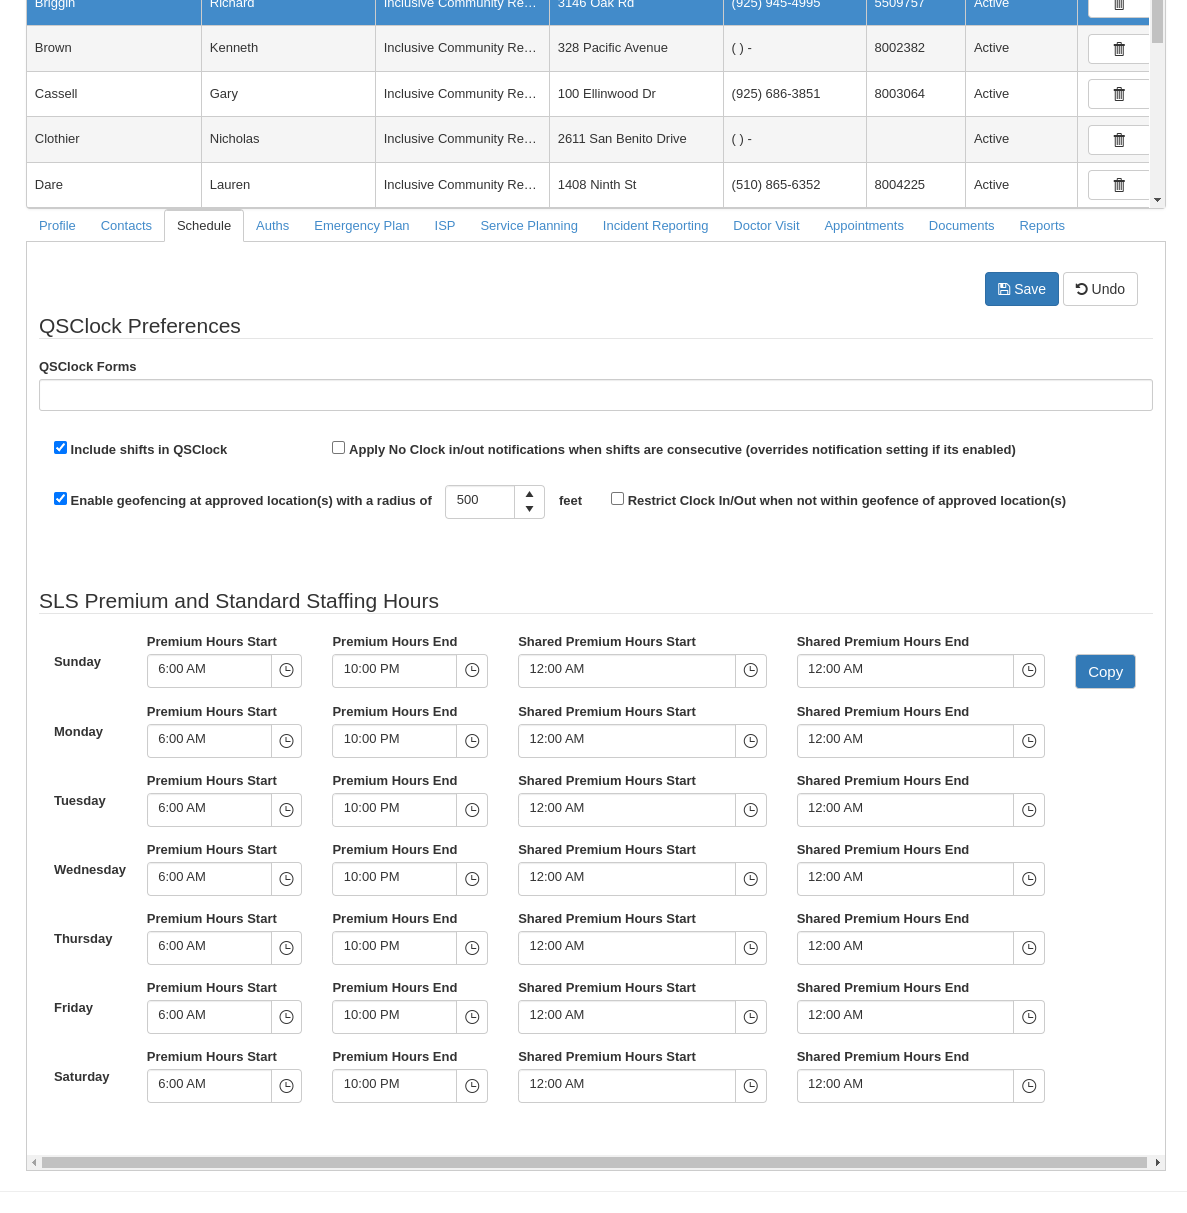 Briggin Richard Inclusive Community Re… 3146 Oak Rd (925) 945-4995 5509757 Active
Brown Kenneth Inclusive Community Re… 328 Pacific Avenue ( ) - 8002382 Active
Cassell Gary Inclusive Community Re… 100 Ellinwood Dr (925) 686-3851 8003064 Active
Clothier Nicholas Inclusive Community Re… 2611 San Benito Drive ( ) - Active
Dare Lauren Inclusive Community Re… 1408 Ninth St (510) 865-6352 8004225 Active
Profile Contacts Schedule Auths Emergency Plan ISP Service Planning Incident Reporting Doctor Visit Appointments Documents Reports
Save Undo
QSClock Preferences
QSClock Forms
Include shifts in QSClock Apply No Clock in/out notifications when shifts are consecutive (overrides notification setting if its enabled)
Enable geofencing at approved location(s) with a radius of 500 feet Restrict Clock In/Out when not within geofence of approved location(s)
SLS Premium and Standard Staffing Hours
Premium Hours Start Premium Hours End Shared Premium Hours Start Shared Premium Hours End
Sunday 6:00 AM 10:00 PM 12:00 AM 12:00 AM Copy
Premium Hours Start Premium Hours End Shared Premium Hours Start Shared Premium Hours End
Monday 6:00 AM 10:00 PM 12:00 AM 12:00 AM
Premium Hours Start Premium Hours End Shared Premium Hours Start Shared Premium Hours End
Tuesday 6:00 AM 10:00 PM 12:00 AM 12:00 AM
Premium Hours Start Premium Hours End Shared Premium Hours Start Shared Premium Hours End
Wednesday 6:00 AM 10:00 PM 12:00 AM 12:00 AM
Premium Hours Start Premium Hours End Shared Premium Hours Start Shared Premium Hours End
Thursday 6:00 AM 10:00 PM 12:00 AM 12:00 AM
Premium Hours Start Premium Hours End Shared Premium Hours Start Shared Premium Hours End
Friday 6:00 AM 10:00 PM 12:00 AM 12:00 AM
Premium Hours Start Premium Hours End Shared Premium Hours Start Shared Premium Hours End
Saturday 6:00 AM 10:00 PM 12:00 AM 12:00 AM